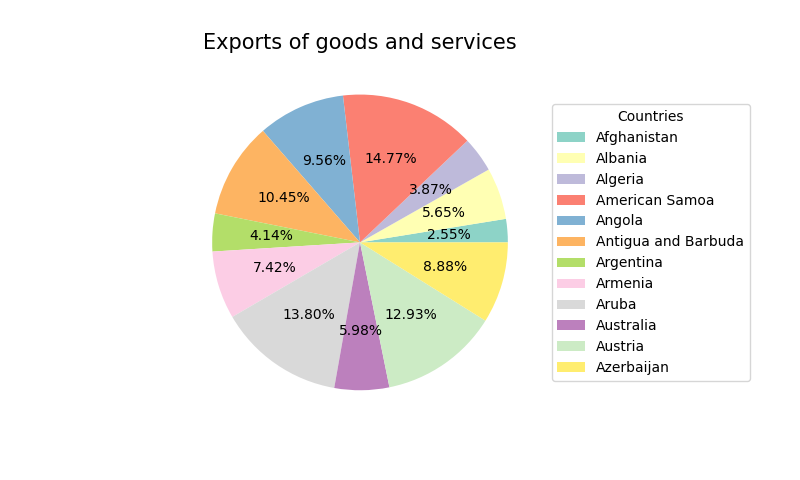 Exports of goods and services
14.77%
9.56%
3.87%
10.45%
5.65%
4.14%
2.55%
7.42%
8.88%
13.80%
12.93%
5.98%
Countries
Afghanistan
Albania
Algeria
American Samoa
Angola
Antigua and Barbuda
Argentina
Armenia
Aruba
Australia
Austria
Azerbaijan